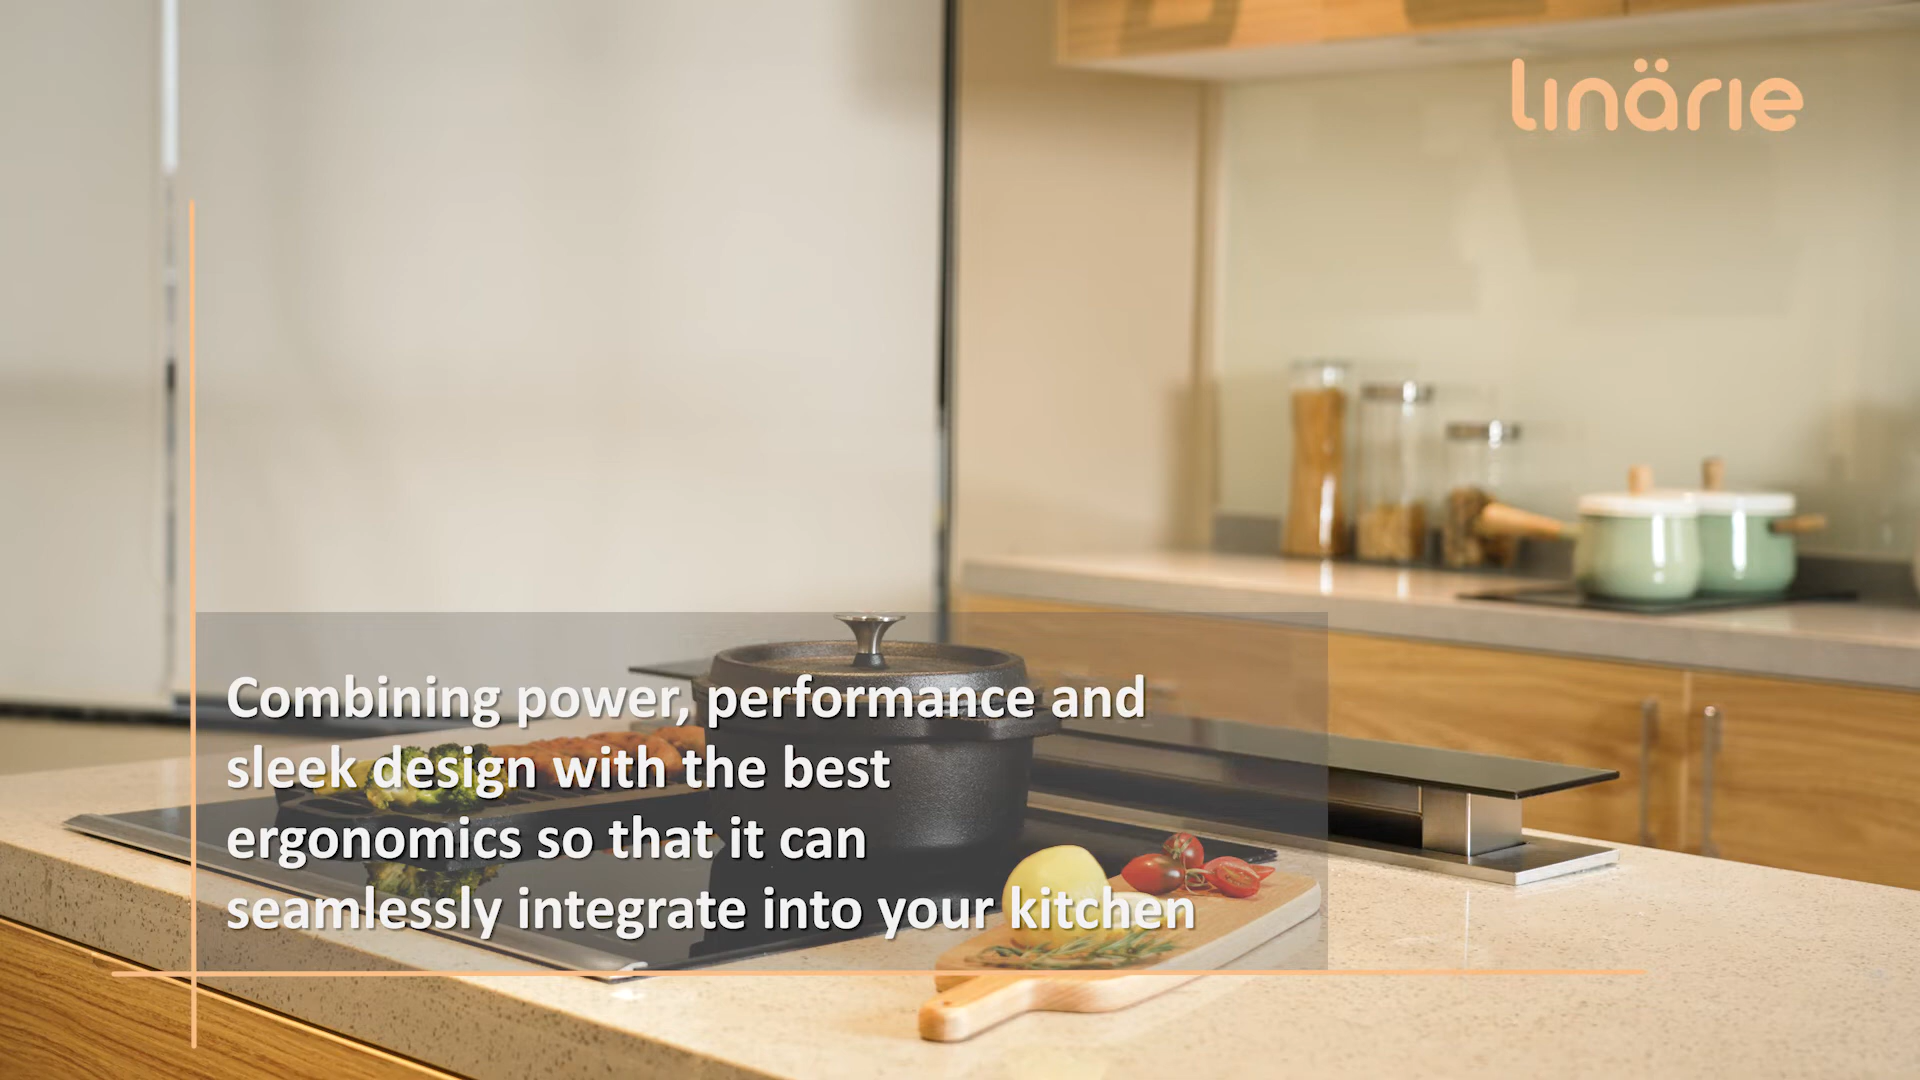 linärie
Combining power, performance and
sleek design with the best
ergonomics so that it can
seamlessly integrate into your kitchen